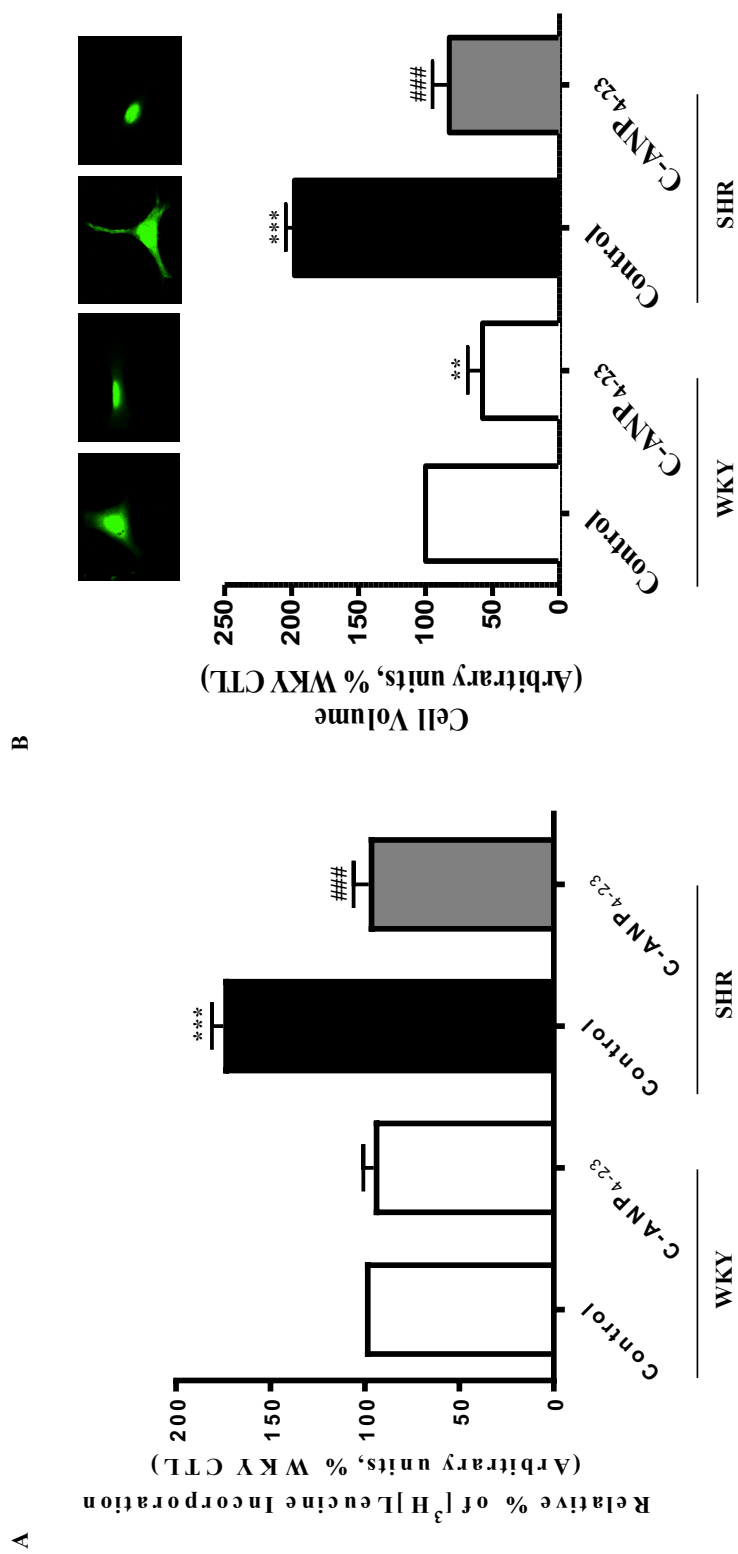 A
Relative % of [³H]Leucine Incorporation
(Arbitrary units, % WKY CTL)
200
150
100
50
0
***
###
Control
C-ANP4-23
Control
C-ANP4-23
WKY
SHR
B
Cell Volume
(Arbitrary units, % WKY CTL)
250
200
150
100
50
0
**
***
###
Control
C-ANP4-23
Control
C-ANP4-23
WKY
SHR